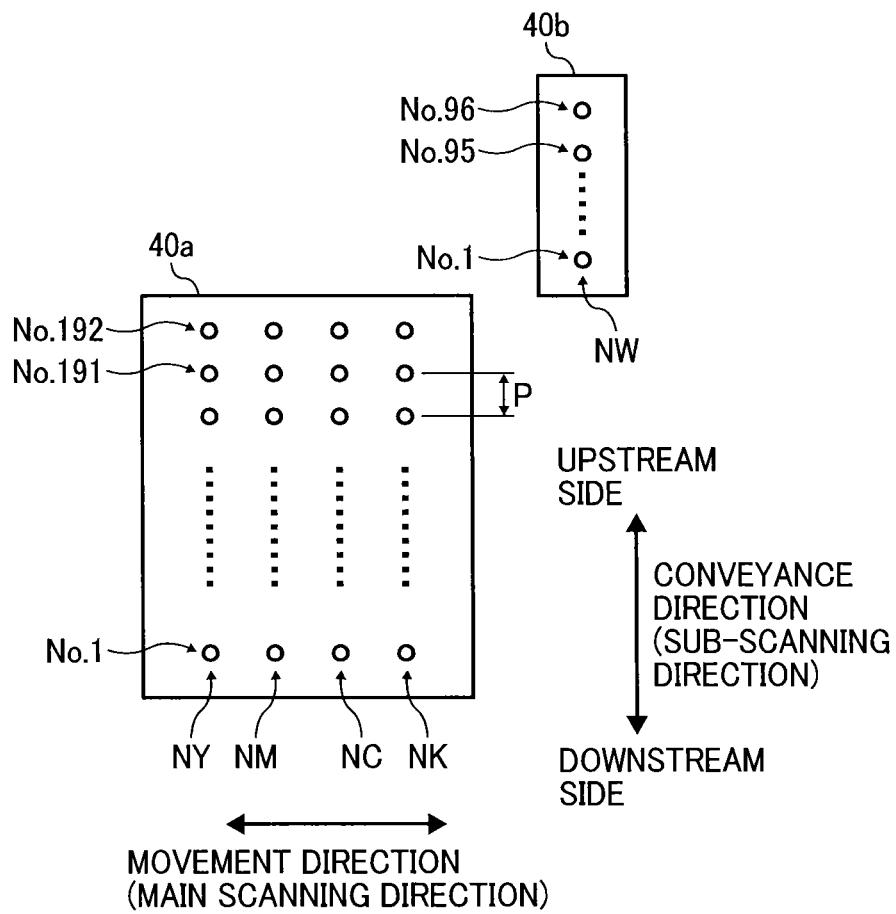 40b
No.96
No.95
No.1
NW
40a
No.192
No.191
P
No.1
NY NM NC NK
UPSTREAM
SIDE
CONVEYANCE
DIRECTION
(SUB-SCANNING
DIRECTION)
DOWNSTREAM
SIDE
MOVEMENT DIRECTION
(MAIN SCANNING DIRECTION)